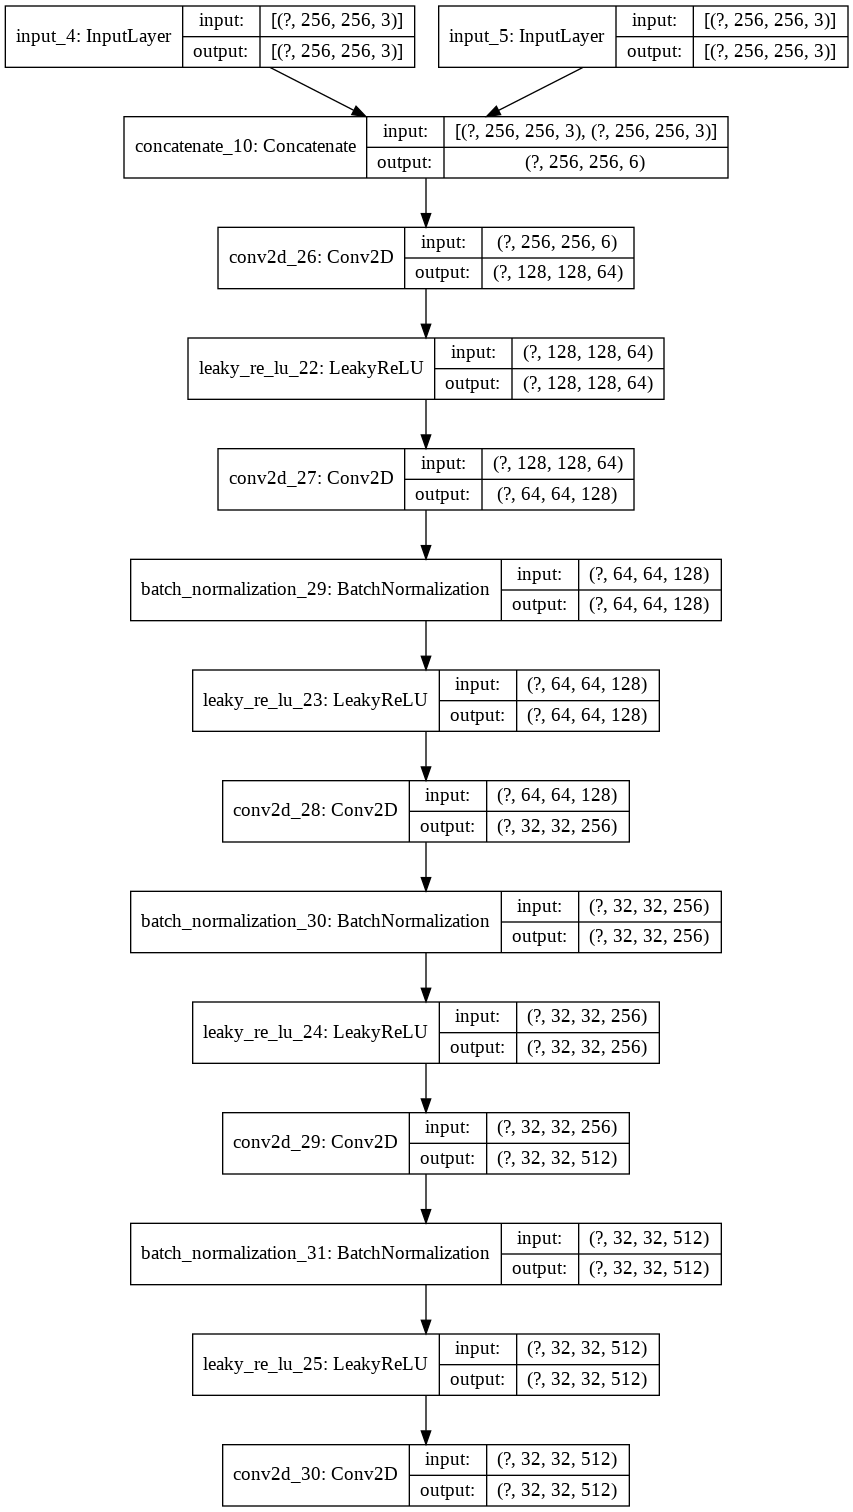 input_4: InputLayer
input: [(?, 256, 256, 3)]
output: [(?, 256, 256, 3)]
input_5: InputLayer
input: [(?, 256, 256, 3)]
output: [(?, 256, 256, 3)]
concatenate_10: Concatenate
input: [(?, 256, 256, 3), (?, 256, 256, 3)]
output: (?, 256, 256, 6)
conv2d_26: Conv2D
input: (?, 256, 256, 6)
output: (?, 128, 128, 64)
leaky_re_lu_22: LeakyReLU
input: (?, 128, 128, 64)
output: (?, 128, 128, 64)
conv2d_27: Conv2D
input: (?, 128, 128, 64)
output: (?, 64, 64, 128)
batch_normalization_29: BatchNormalization
input: (?, 64, 64, 128)
output: (?, 64, 64, 128)
leaky_re_lu_23: LeakyReLU
input: (?, 64, 64, 128)
output: (?, 64, 64, 128)
conv2d_28: Conv2D
input: (?, 64, 64, 128)
output: (?, 32, 32, 256)
batch_normalization_30: BatchNormalization
input: (?, 32, 32, 256)
output: (?, 32, 32, 256)
leaky_re_lu_24: LeakyReLU
input: (?, 32, 32, 256)
output: (?, 32, 32, 256)
conv2d_29: Conv2D
input: (?, 32, 32, 256)
output: (?, 32, 32, 512)
batch_normalization_31: BatchNormalization
input: (?, 32, 32, 512)
output: (?, 32, 32, 512)
leaky_re_lu_25: LeakyReLU
input: (?, 32, 32, 512)
output: (?, 32, 32, 512)
conv2d_30: Conv2D
input: (?, 32, 32, 512)
output: (?, 32, 32, 512)